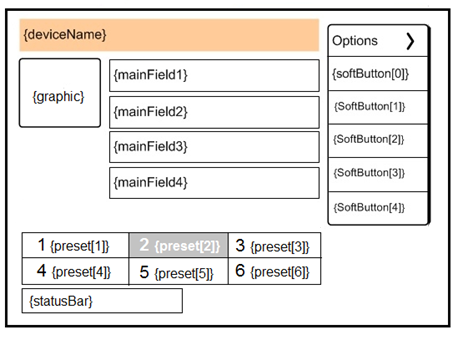 {deviceName}
Options
{graphic}
{mainField1}
{mainField2}
{mainField3}
{mainField4}
{softButton[0]}
{SoftButton[1]}
{SoftButton[2]}
{SoftButton[3]}
{SoftButton[4]}
1 {preset[1]} 2 {preset[2]} 3 {preset[3]}
4 {preset[4]} 5 {preset[5]} 6 {preset[6]}
{statusBar}